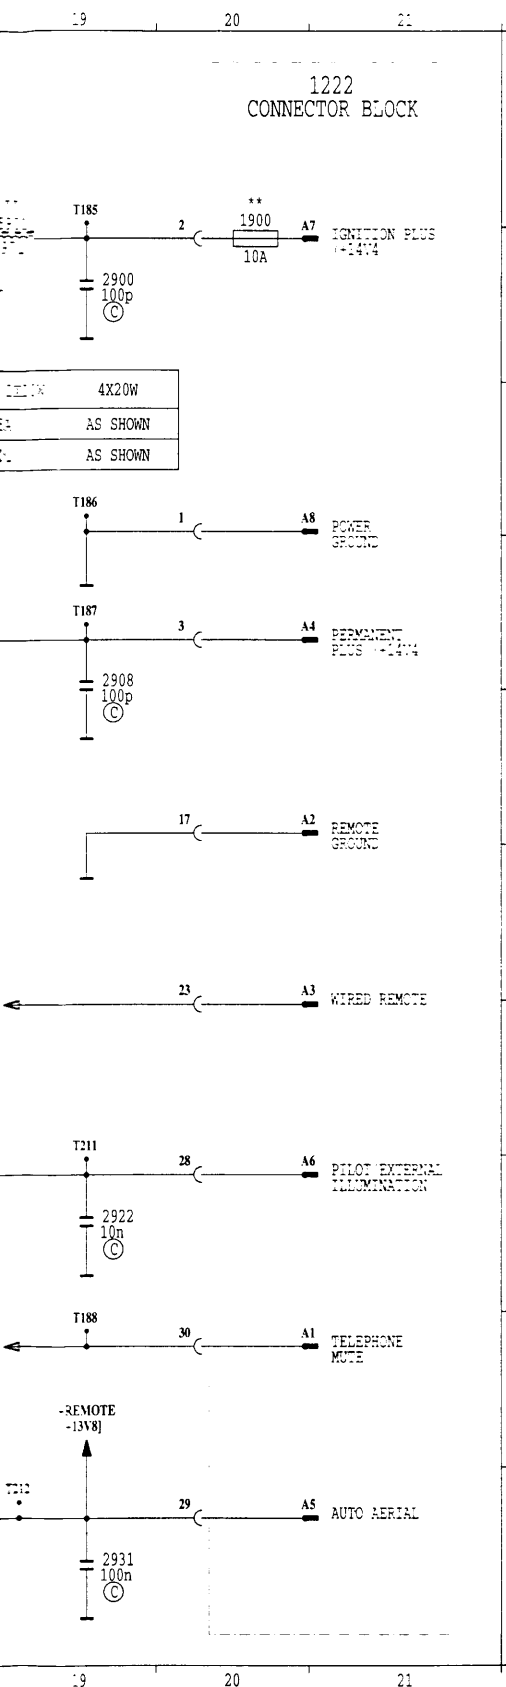 19 20 21
1222
CONNECTOR BLOCK
**
T185 2 1900 A7 IGNITION PLUS
10A +14V4
2900
100p
C
4X20W
AS SHOWN
AS SHOWN
T186 1 A8 POWER
GROUND
T187 3 A4 PERMANENT
PLUS +14V4
2908
100p
C
17 A2 REMOTE
GROUND
23 A3 WIRED REMOTE
T211 28 A6 PILOT EXTERNAL
ILLUMINATION
2922
10n
C
T188 30 A1 TELEPHONE
MUTE
-REMOTE
-13V8]
T212 29 A5 AUTO AERIAL
2931
100n
C
19 20 21